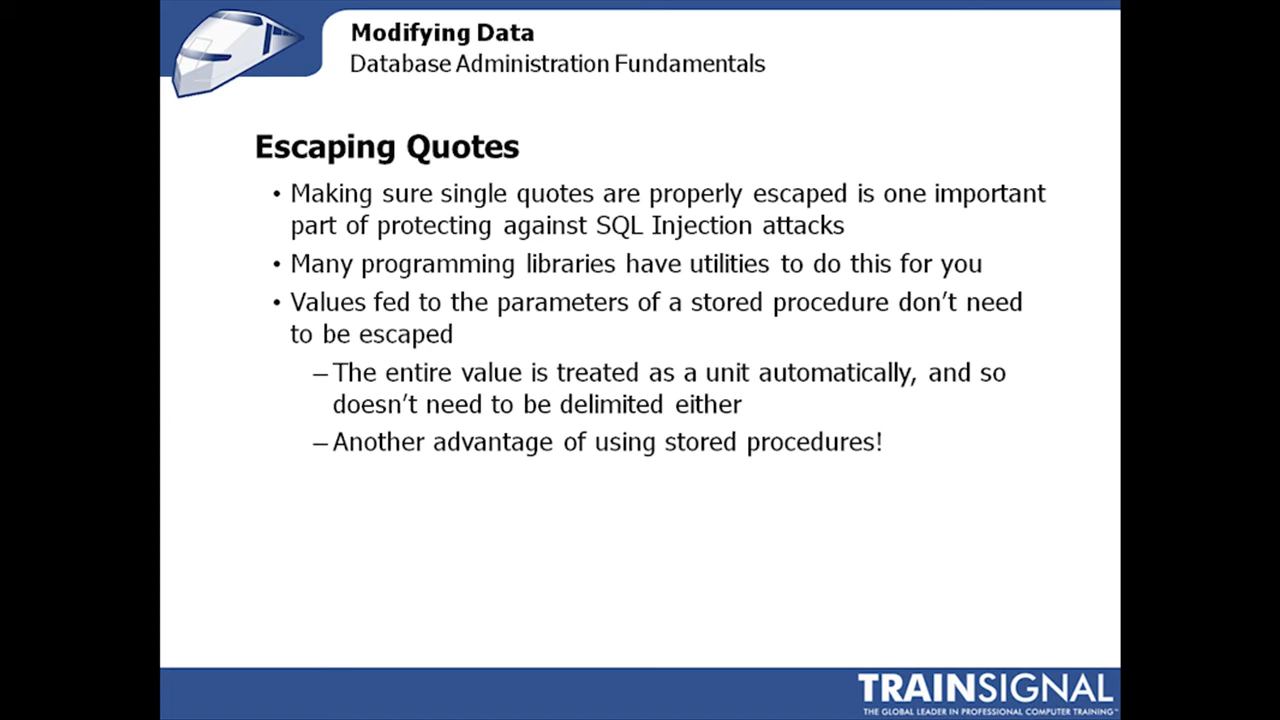 Modifying Data
Database Administration Fundamentals
Escaping Quotes
• Making sure single quotes are properly escaped is one important
part of protecting against SQL Injection attacks
• Many programming libraries have utilities to do this for you
• Values fed to the parameters of a stored procedure don’t need
to be escaped
– The entire value is treated as a unit automatically, and so
doesn’t need to be delimited either
– Another advantage of using stored procedures!
TRAINSIGNAL
THE GLOBAL LEADER IN PROFESSIONAL COMPUTER TRAINING™